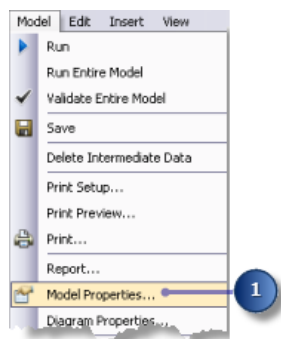 Model Edit Insert View
Run
Run Entire Model
Validate Entire Model
Save
Delete Intermediate Data
Print Setup...
Print Preview...
Print...
Report...
Model Properties... 1
Diagram Properties...